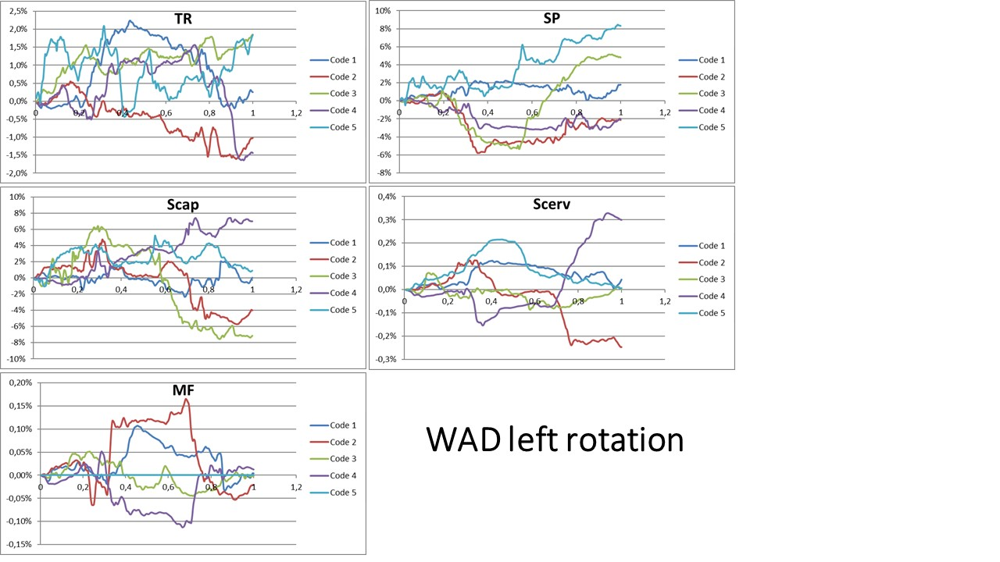 TR
2,5%
2,0%
1,5%
1,0%
0,5%
0,0%
-0,5%
-1,0%
-1,5%
-2,0%
0 0,2 0,4 0,6 0,8 1 1,2
Code 1
Code 2
Code 3
Code 4
Code 5
SP
10%
8%
6%
4%
2%
0%
-2%
-4%
-6%
-8%
0 0,2 0,4 0,6 0,8 1 1,2
Code 1
Code 2
Code 3
Code 4
Code 5
Scap
10%
8%
6%
4%
2%
0%
-2%
-4%
-6%
-8%
-10%
0 0,2 0,4 0,6 0,8 1 1,2
Code 1
Code 2
Code 3
Code 4
Code 5
Scerv
0,4%
0,3%
0,2%
0,1%
0,0%
-0,1%
-0,2%
-0,3%
0 0,2 0,4 0,6 0,8 1 1,2
Code 1
Code 2
Code 3
Code 4
Code 5
MF
0,20%
0,15%
0,10%
0,05%
0,00%
-0,05%
-0,10%
-0,15%
0 0,2 0,4 0,6 0,8 1 1,2
Code 1
Code 2
Code 3
Code 4
Code 5
WAD left rotation